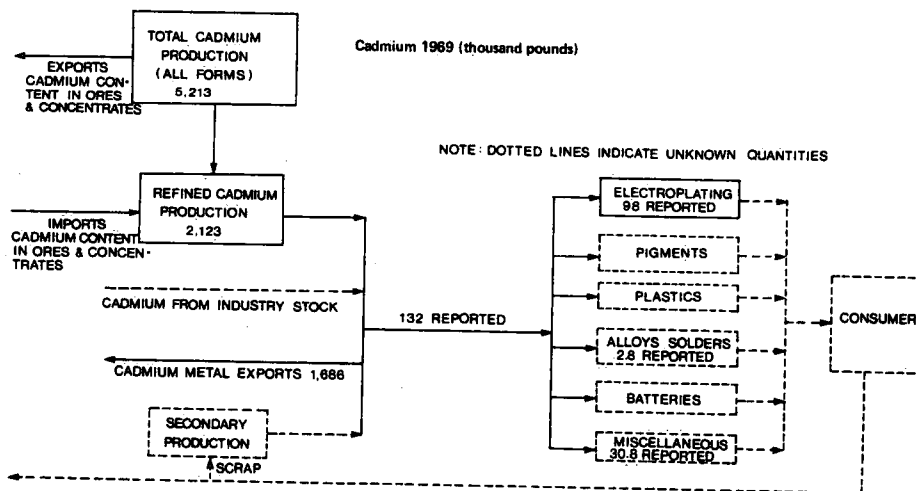 Cadmium 1969 (thousand pounds)
TOTAL CADMIUM
PRODUCTION
(ALL FORMS)
5,213
EXPORTS
CADMIUM CON-
TENT IN ORES
& CONCENTRATES
NOTE: DOTTED LINES INDICATE UNKNOWN QUANTITIES
REFINED CADMIUM
PRODUCTION
2,123
IMPORTS
CADMIUM CONTENT
IN ORES & CONCEN-
TRATES
CADMIUM FROM INDUSTRY STOCK
132 REPORTED
CADMIUM METAL EXPORTS 1,686
SECONDARY
PRODUCTION
SCRAP
ELECTROPLATING
98 REPORTED
PIGMENTS
PLASTICS
ALLOYS SOLDERS
2.8 REPORTED
BATTERIES
MISCELLANEOUS
30.8 REPORTED
CONSUMER